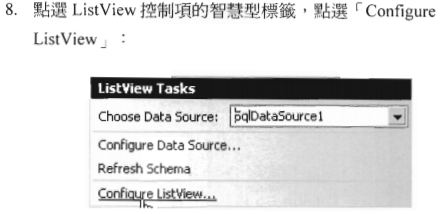 8. 點選 ListView 控制項的智慧型標籤，點選「Configure
ListView」：
ListView Tasks
Choose Data Source: sqlDataSource1
Configure Data Source...
Refresh Schema
Configure ListView...